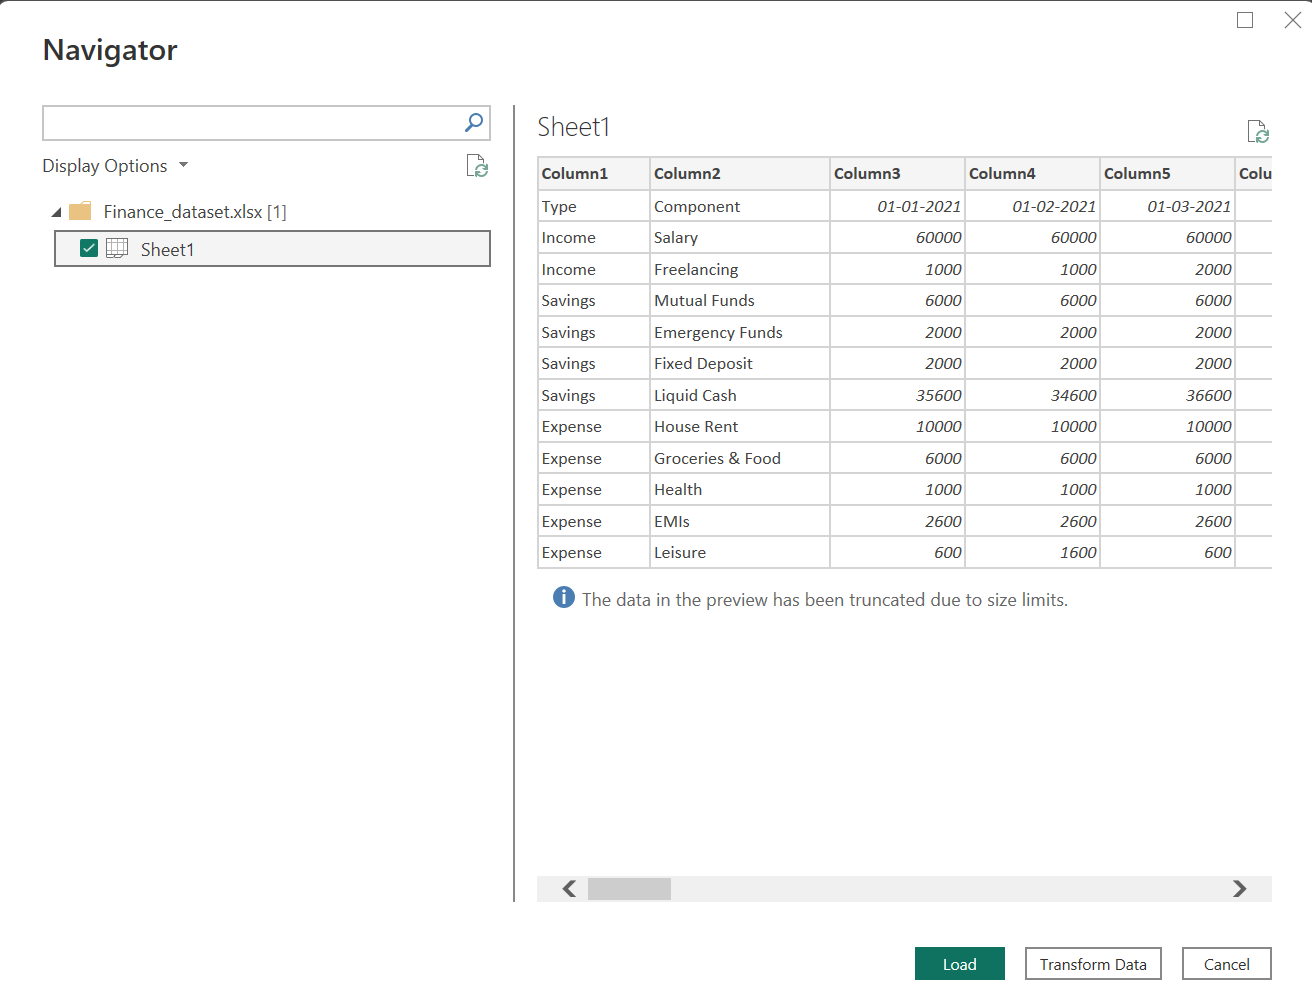 Navigator
Display Options
Finance_dataset.xlsx [1]
Sheet1
Sheet1
Column1 Column2 Column3 Column4 Column5 Colu
Type Component 01-01-2021 01-02-2021 01-03-2021
Income Salary 60000 60000 60000
Income Freelancing 1000 1000 2000
Savings Mutual Funds 6000 6000 6000
Savings Emergency Funds 2000 2000 2000
Savings Fixed Deposit 2000 2000 2000
Savings Liquid Cash 35600 34600 36600
Expense House Rent 10000 10000 10000
Expense Groceries & Food 6000 6000 6000
Expense Health 1000 1000 1000
Expense EMIs 2600 2600 2600
Expense Leisure 600 1600 600
The data in the preview has been truncated due to size limits.
Load Transform Data Cancel